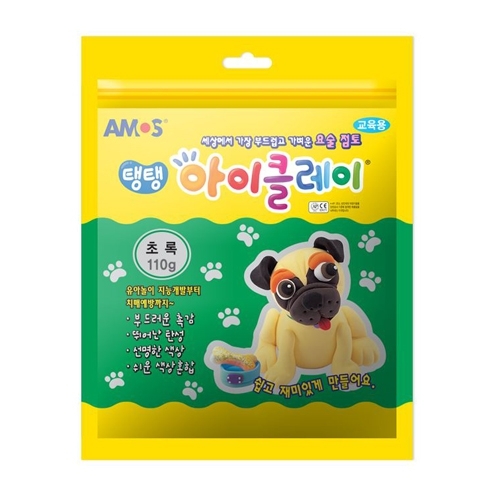 AMOS
교육용
세상에서 가장 부드럽고 가벼운 요술 점토
탱탱 아이클레이
초록
110g
유아놀이 지능개발부터
치매예방까지~
· 부드러운 촉감
· 뛰어난 탄성
· 선명한 색상
· 쉬운 색상혼합
쉽고 재미있게 만들어요.